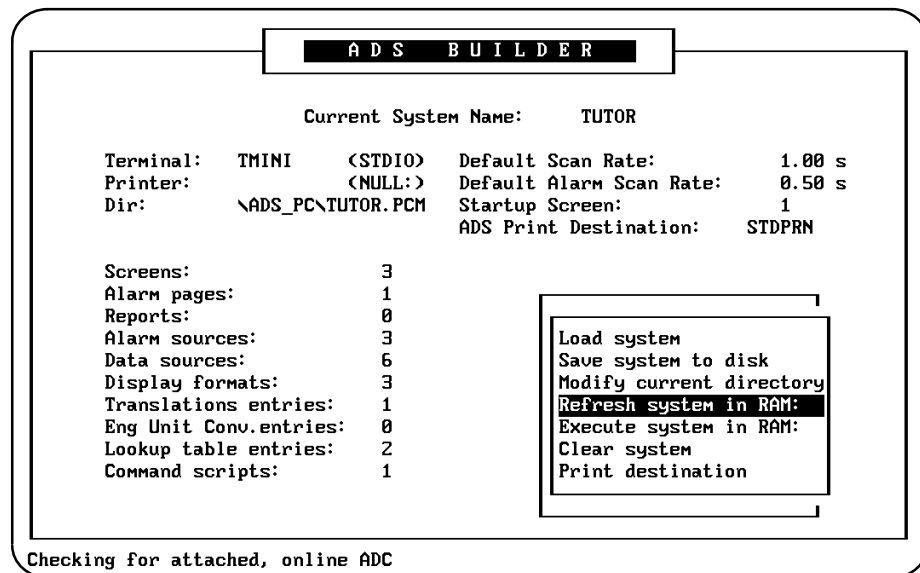 ADS BUILDER
Current System Name: TUTOR
Terminal: TMINI (STDIO) Default Scan Rate: 1.00 s
Printer: (NULL:) Default Alarm Scan Rate: 0.50 s
Dir: \ADS_PC\TUTOR.PCM Startup Screen: 1
ADS Print Destination: STDPRN
Screens: 3
Alarm pages: 1
Reports: 0
Alarm sources: 3
Data sources: 6
Display formats: 3
Translations entries: 1
Eng Unit Conv.entries: 0
Lookup table entries: 2
Command scripts: 1
Load system
Save system to disk
Modify current directory
Refresh system in RAM:
Execute system in RAM:
Clear system
Print destination
Checking for attached, online ADC